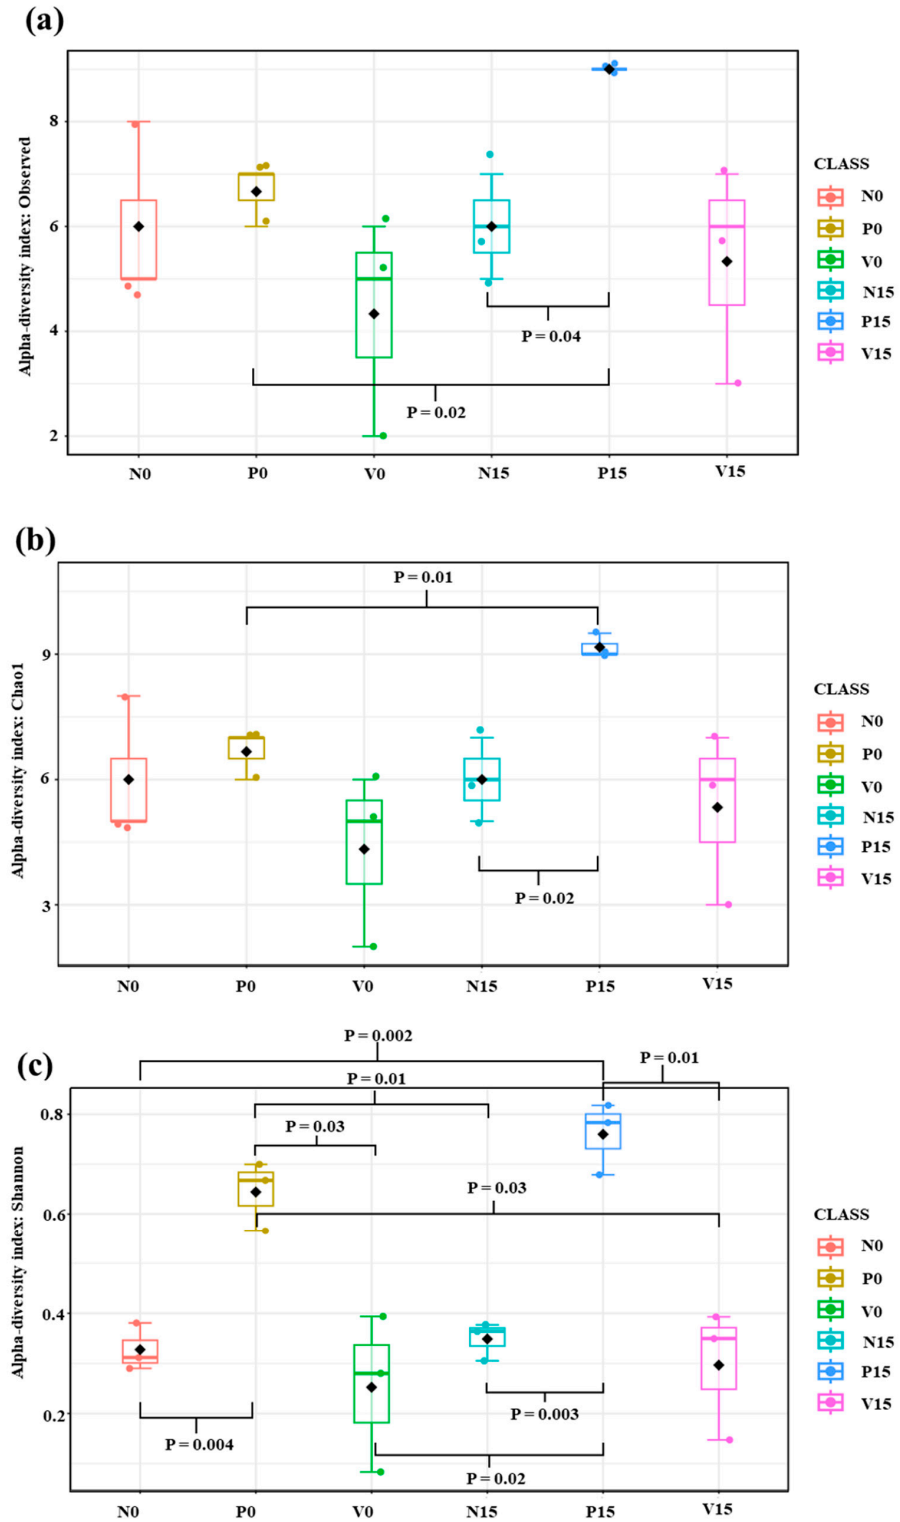 (a)
Alpha-diversity index: Observed
8
6
4
2
P = 0.04
P = 0.02
N0 P0 V0 N15 P15 V15
CLASS
N0
P0
V0
N15
P15
V15
(b)
Alpha-diversity index: Chao1
9
6
3
P = 0.01
P = 0.02
N0 P0 V0 N15 P15 V15
CLASS
N0
P0
V0
N15
P15
V15
(c)
Alpha-diversity index: Shannon
0.8
0.6
0.4
0.2
P = 0.002
P = 0.01
P = 0.01
P = 0.03
P = 0.03
P = 0.003
P = 0.004
P = 0.02
N0 P0 V0 N15 P15 V15
CLASS
N0
P0
V0
N15
P15
V15